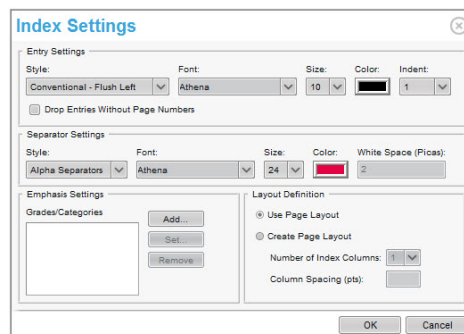 Index Settings
Entry Settings
Style: Font: Size: Color: Indent:
Conventional - Flush Left Athena 10 1
Drop Entries Without Page Numbers
Separator Settings
Style: Font: Size: Color: White Space (Picas):
Alpha Separators Athena 24 2
Emphasis Settings
Grades/Categories
Add...
Set...
Remove
Layout Definition
Use Page Layout
Create Page Layout
Number of Index Columns: 1
Column Spacing (pts):
OK Cancel